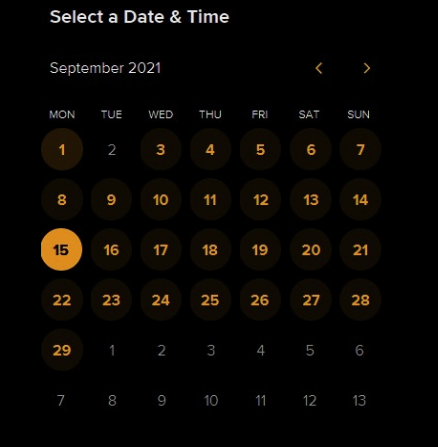 Select a Date & Time
September 2021
MON TUE WED THU FRI SAT SUN
1 2 3 4 5 6 7
8 9 10 11 12 13 14
15 16 17 18 19 20 21
22 23 24 25 26 27 28
29 1 2 3 4 5 6
7 8 9 10 11 12 13